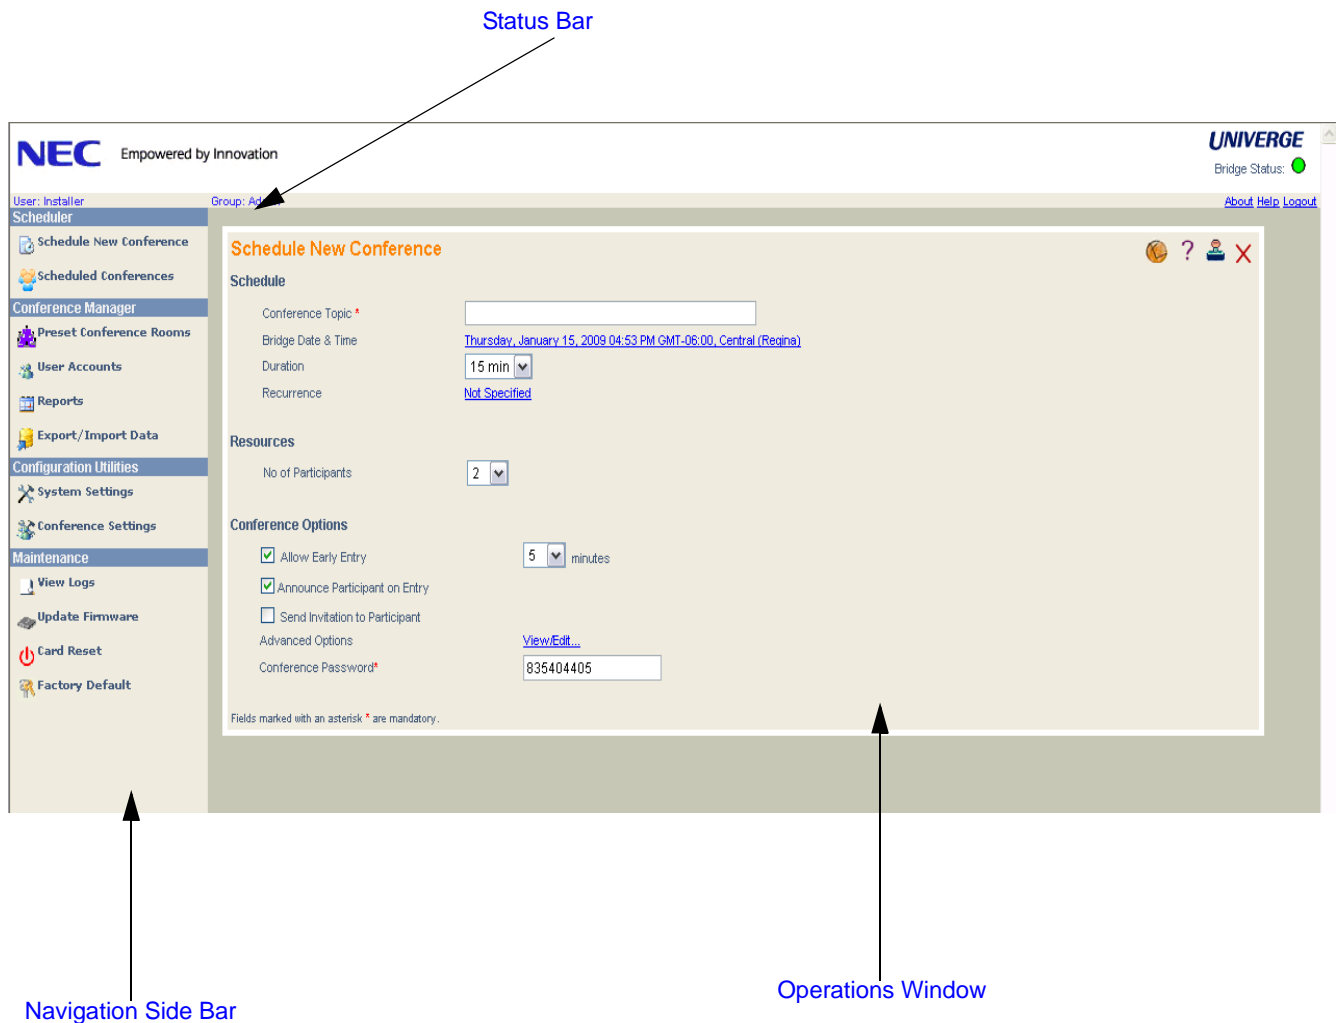 Status Bar
NEC Empowered by Innovation
UNIVERGE
Bridge Status:
User: Installer
Group:
About Help Logout
Scheduler
Schedule New Conference
Scheduled Conferences
Conference Manager
Preset Conference Rooms
User Accounts
Reports
Export/Import Data
Configuration Utilities
System Settings
Conference Settings
Maintenance
View Logs
Update Firmware
Card Reset
Factory Default
Schedule New Conference
Schedule
Conference Topic *
Bridge Date & Time Thursday, January 15, 2009 04:53 PM GMT-06:00, Central (Regina)
Duration 15 min
Recurrence Not Specified
Resources
No of Participants 2
Conference Options
Allow Early Entry 5 minutes
Announce Participant on Entry
Send Invitation to Participant
Advanced Options View/Edit...
Conference Password* 835404405
Fields marked with an asterisk * are mandatory.
Operations Window
Navigation Side Bar